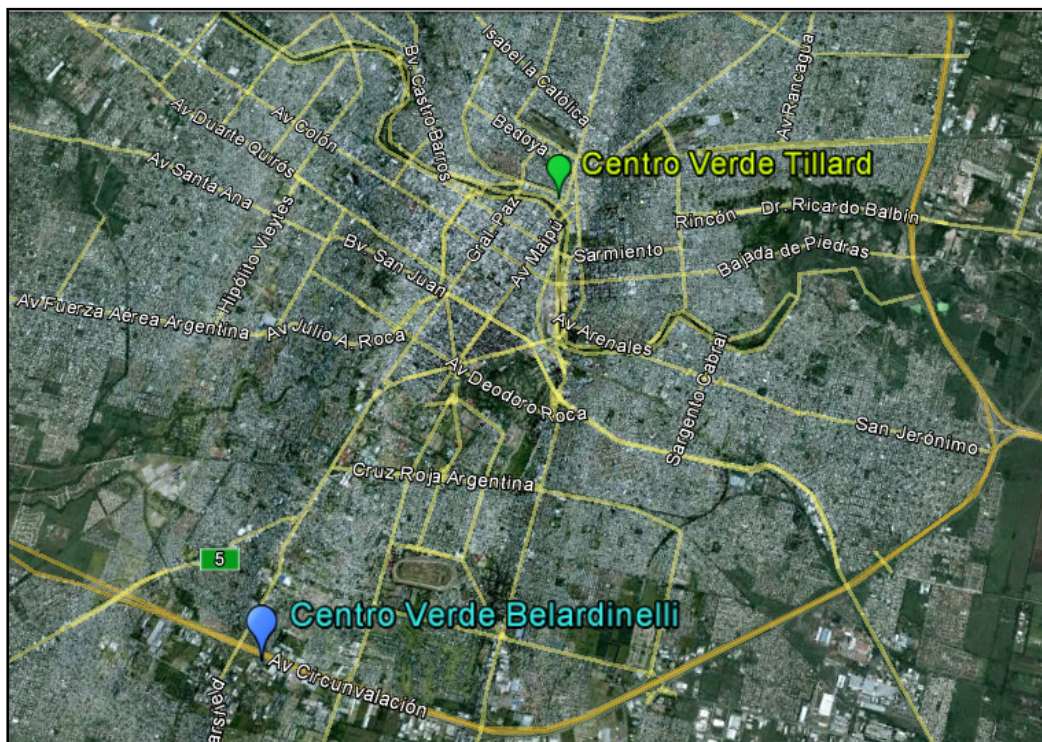 Isabel la Católica
Bv. Castro Barros
Av Rancagua
Av Duarte Quirós
Av Colón
Bedoya
Av Santa Ana
Centro Verde Tillard
Hipólito Vieytes
Gral. Paz
Av Maipú
Rincón
Dr. Ricardo Balbín
Sarmiento
Bajada de Piedras
Bv. San Juan
Av Fuerza Aérea Argentina
Av Julio A. Roca
Av Arenales
Av Deodoro Roca
Sargento Cabral
San Jerónimo
Cruz Roja Argentina
5
Centro Verde Belardinelli
Av Circunvalación
arsfield